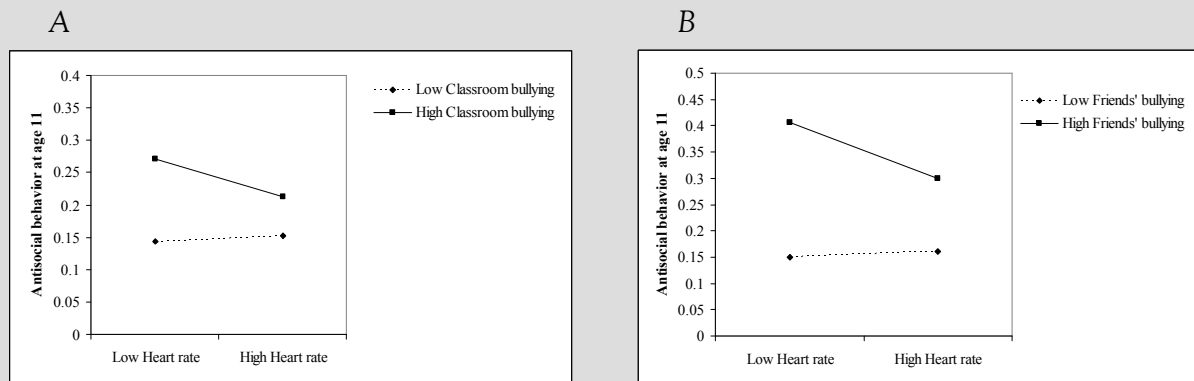 A
Antisocial behavior at age 11
0.4
0.35
0.3
0.25
0.2
0.15
0.1
0.05
0
Low Heart rate
High Heart rate
Low Classroom bullying
High Classroom bullying
B
Antisocial behavior at age 11
0.5
0.45
0.4
0.35
0.3
0.25
0.2
0.15
0.1
0.05
0
Low Heart rate
High Heart rate
Low Friends' bullying
High Friends' bullying